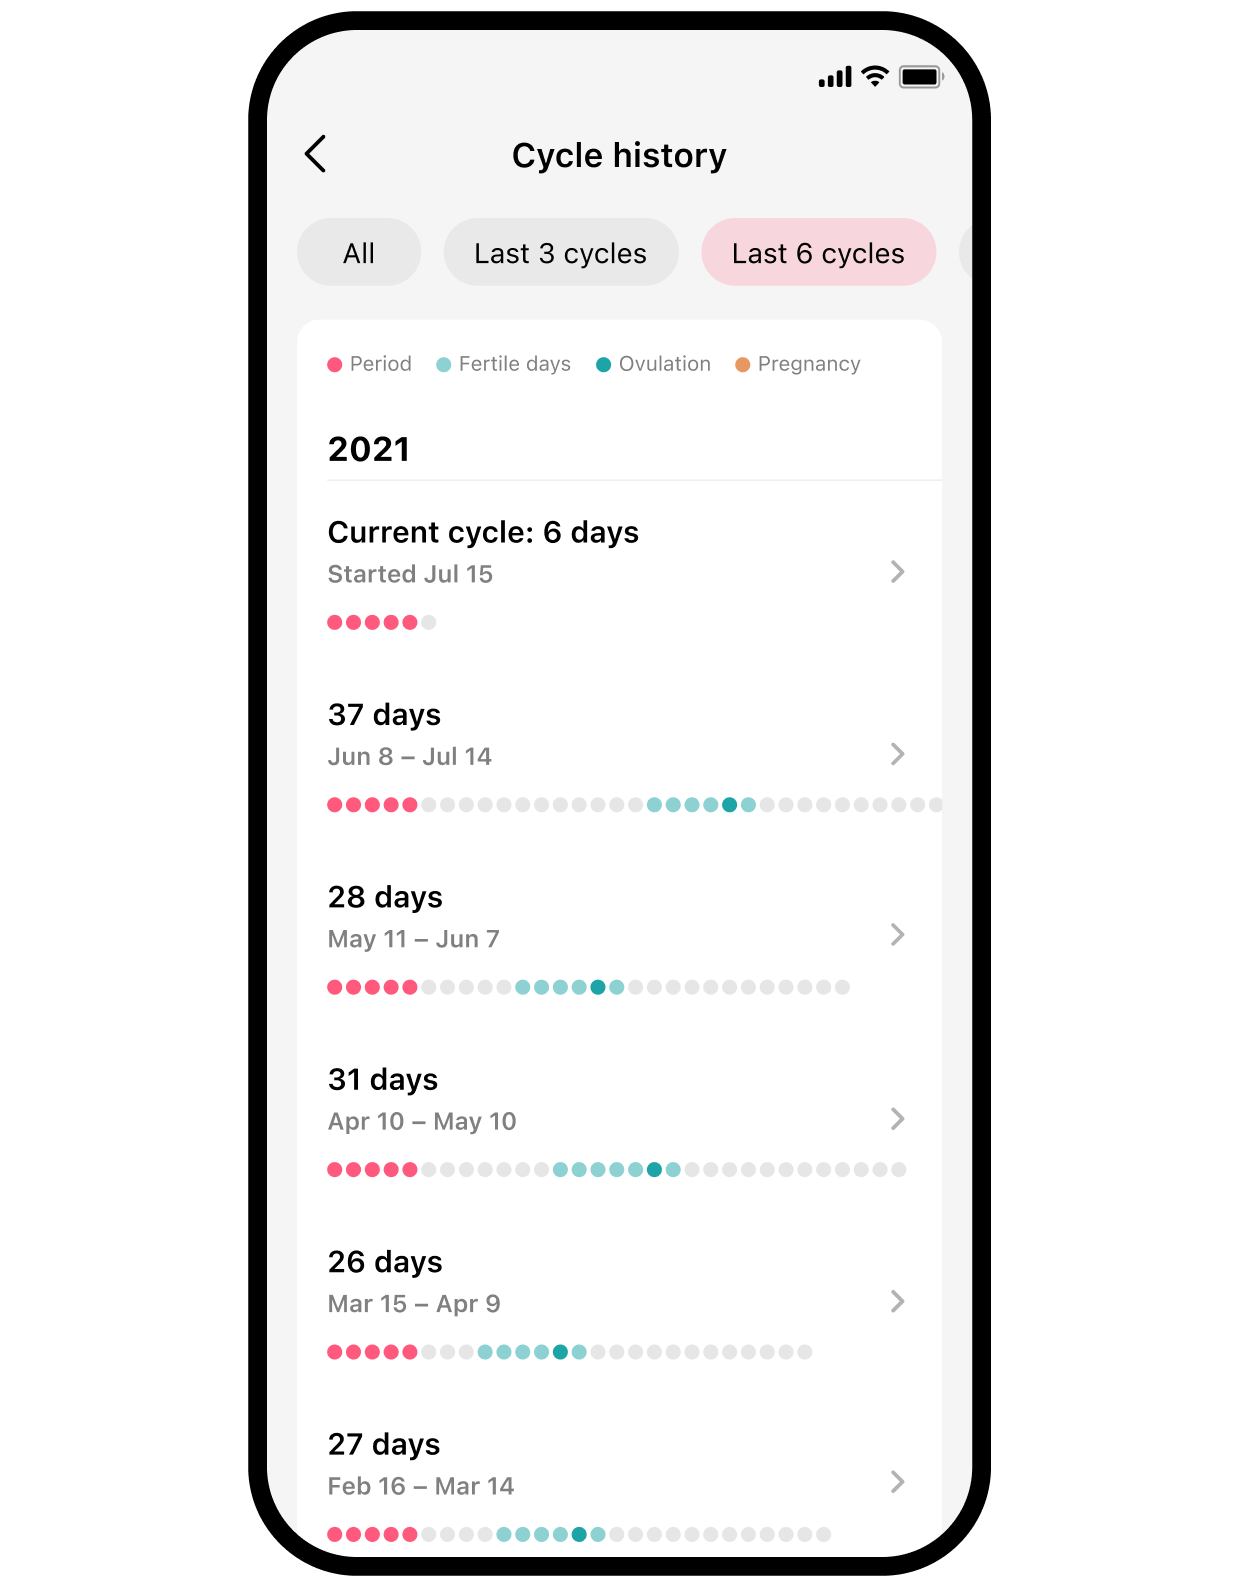 Cycle history
All
Last 3 cycles
Last 6 cycles
Period
Fertile days
Ovulation
Pregnancy
2021
Current cycle: 6 days
Started Jul 15
37 days
Jun 8 – Jul 14
28 days
May 11 – Jun 7
31 days
Apr 10 – May 10
26 days
Mar 15 – Apr 9
27 days
Feb 16 – Mar 14